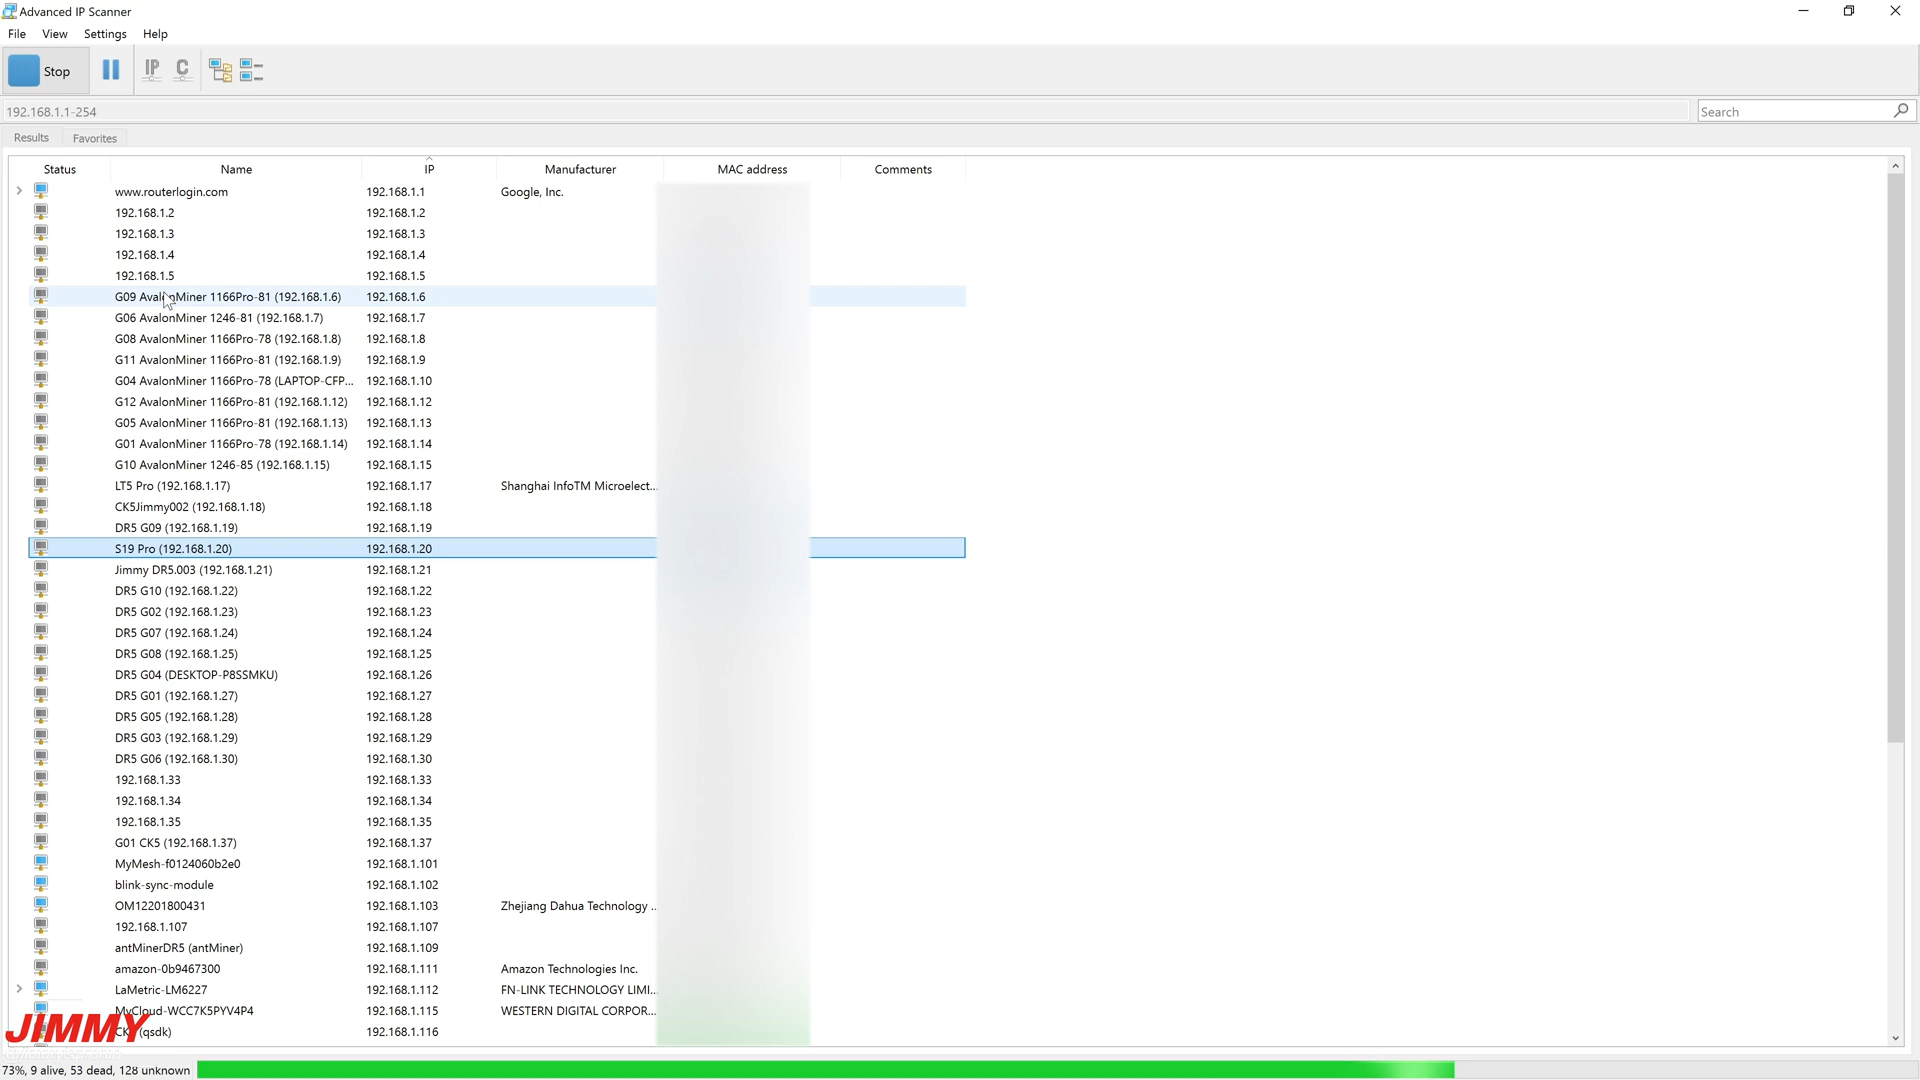 Advanced IP Scanner
File View Settings Help
Stop IP C
192.168.1.1-254 Search
Results Favorites
Status Name IP Manufacturer MAC address Comments
www.routerlogin.com 192.168.1.1 Google, Inc.
192.168.1.2 192.168.1.2
192.168.1.3 192.168.1.3
192.168.1.4 192.168.1.4
192.168.1.5 192.168.1.5
G09 AvalonMiner 1166Pro-81 (192.168.1.6) 192.168.1.6
G06 AvalonMiner 1246-81 (192.168.1.7) 192.168.1.7
G08 AvalonMiner 1166Pro-78 (192.168.1.8) 192.168.1.8
G11 AvalonMiner 1166Pro-81 (192.168.1.9) 192.168.1.9
G04 AvalonMiner 1166Pro-78 (LAPTOP-CFP... 192.168.1.10
G12 AvalonMiner 1166Pro-81 (192.168.1.12) 192.168.1.12
G05 AvalonMiner 1166Pro-81 (192.168.1.13) 192.168.1.13
G01 AvalonMiner 1166Pro-78 (192.168.1.14) 192.168.1.14
G10 AvalonMiner 1246-85 (192.168.1.15) 192.168.1.15
LT5 Pro (192.168.1.17) 192.168.1.17 Shanghai InfoTM Microelect...
CK5Jimmy002 (192.168.1.18) 192.168.1.18
DR5 G09 (192.168.1.19) 192.168.1.19
S19 Pro (192.168.1.20) 192.168.1.20
Jimmy DR5.003 (192.168.1.21) 192.168.1.21
DR5 G10 (192.168.1.22) 192.168.1.22
DR5 G02 (192.168.1.23) 192.168.1.23
DR5 G07 (192.168.1.24) 192.168.1.24
DR5 G08 (192.168.1.25) 192.168.1.25
DR5 G04 (DESKTOP-P8SSMKU) 192.168.1.26
DR5 G01 (192.168.1.27) 192.168.1.27
DR5 G05 (192.168.1.28) 192.168.1.28
DR5 G03 (192.168.1.29) 192.168.1.29
DR5 G06 (192.168.1.30) 192.168.1.30
192.168.1.33 192.168.1.33
192.168.1.34 192.168.1.34
192.168.1.35 192.168.1.35
G01 CK5 (192.168.1.37) 192.168.1.37
MyMesh-f0124060b2e0 192.168.1.101
blink-sync-module 192.168.1.102
OM12201800431 192.168.1.103 Zhejiang Dahua Technology ...
192.168.1.107 192.168.1.107
antMinerDR5 (antMiner) 192.168.1.109
amazon-0b9467300 192.168.1.111 Amazon Technologies Inc.
LaMetric-LM6227 192.168.1.112 FN-LINK TECHNOLOGY LIMI...
MyCloud-WCC7K5PYV4P4 192.168.1.115 WESTERN DIGITAL CORPOR...
(qsdk) 192.168.1.116
JIMMY
73%, 9 alive, 53 dead, 128 unknown